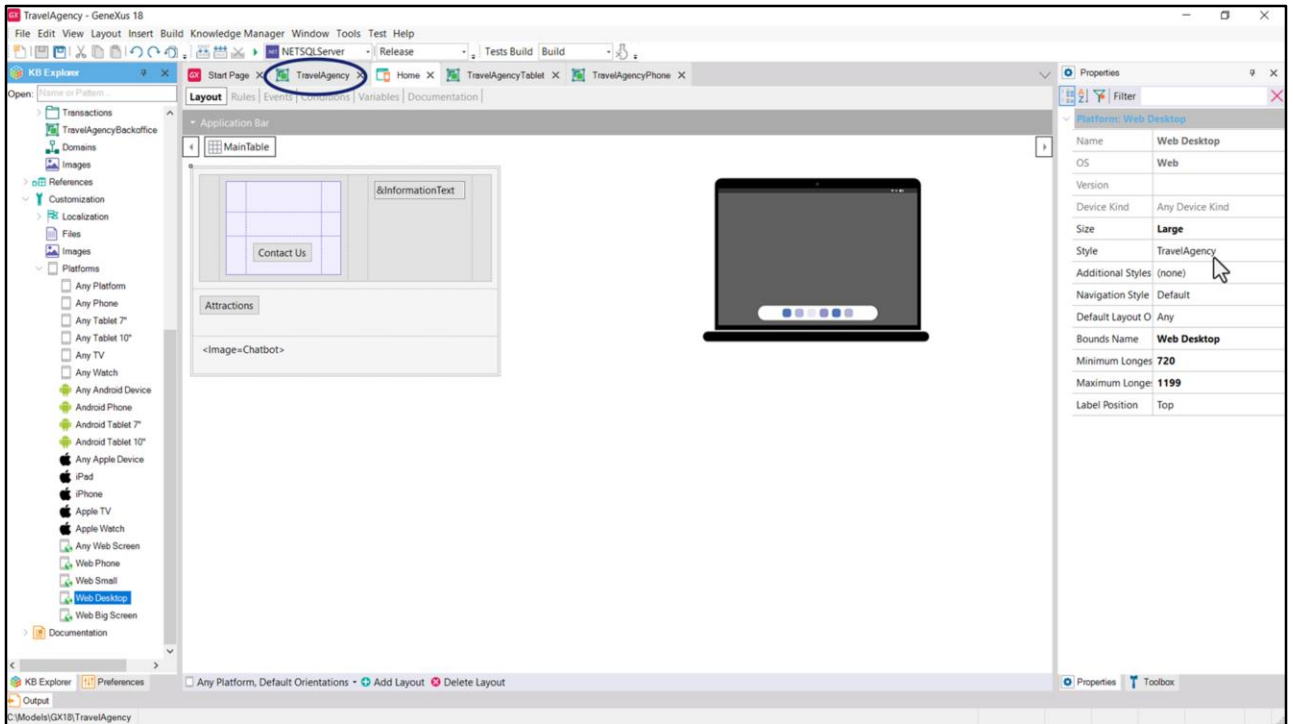 TravelAgency - GeneXus 18
File Edit View Layout Insert Build Knowledge Manager Window Tools Test Help
NETSQLServer Release Tests Build Build
KB Explorer
Open: Name or Pattern...
Transactions
TravelAgencyBackoffice
Domains
Images
References
Customization
Localization
Files
Images
Platforms
Any Platform
Any Phone
Any Tablet 7"
Any Tablet 10"
Any TV
Any Watch
Any Android Device
Android Phone
Android Tablet 7"
Android Tablet 10"
Any Apple Device
iPad
iPhone
Apple TV
Apple Watch
Any Web Screen
Web Phone
Web Small
Web Desktop
Web Big Screen
Documentation
KB Explorer Preferences
Start Page TravelAgency Home TravelAgencyTablet TravelAgencyPhone
Layout Rules Events Conditions Variables Documentation
Application Bar
MainTable
&InformationText
Contact Us
Attractions
<Image=Chatbot>
Any Platform, Default Orientations Add Layout Delete Layout
Properties
Filter
Platform: Web Desktop
Name Web Desktop
OS Web
Version
Device Kind Any Device Kind
Size Large
Style TravelAgency
Additional Styles (none)
Navigation Style Default
Default Layout O Any
Bounds Name Web Desktop
Minimum Longes 720
Maximum Longe 1199
Label Position Top
Properties Toolbox
Output
C:\Models\GX18\TravelAgency